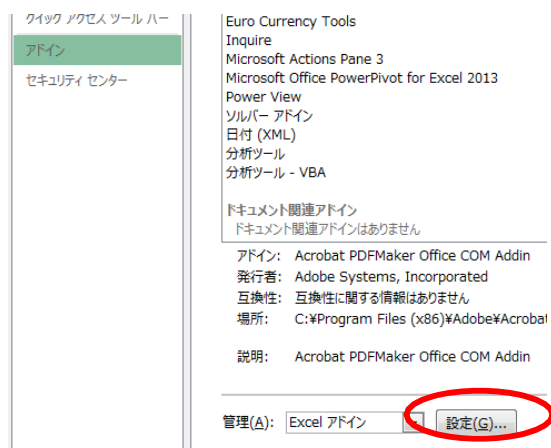 クイック アクセス ツール バー
アドイン
セキュリティ センター
Euro Currency Tools
Inquire
Microsoft Actions Pane 3
Microsoft Office PowerPivot for Excel 2013
Power View
ソルバー アドイン
日付 (XML)
分析ツール
分析ツール - VBA
ドキュメント関連アドイン
ドキュメント関連アドインはありません
アドイン: Acrobat PDFMaker Office COM Addin
発行者: Adobe Systems, Incorporated
互換性: 互換性に関する情報はありません
場所: C:¥Program Files (x86)¥Adobe¥Acrobat
説明: Acrobat PDFMaker Office COM Addin
管理(A): Excel アドイン 設定(G)...